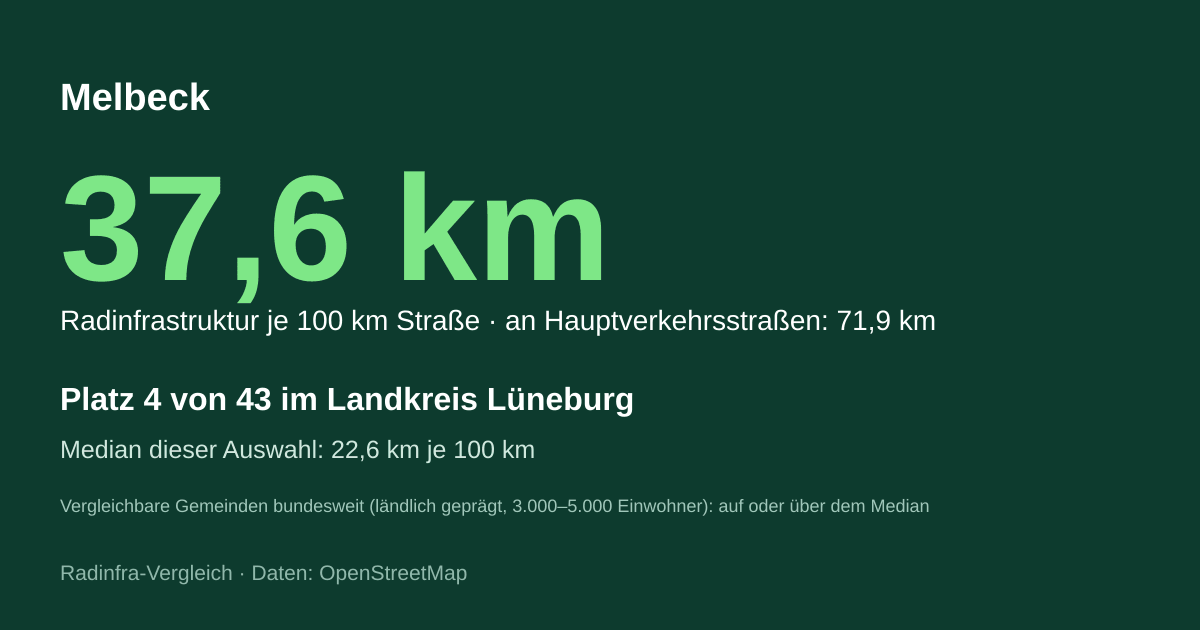 Melbeck
37,6 km
Radinfrastruktur je 100 km Straße · an Hauptverkehrsstraßen: 71,9 km
Platz 4 von 43 im Landkreis Lüneburg
Median dieser Auswahl: 22,6 km je 100 km
Vergleichbare Gemeinden bundesweit (ländlich geprägt, 3.000–5.000 Einwohner): auf oder über dem Median
Radinfra-Vergleich · Daten: OpenStreetMap